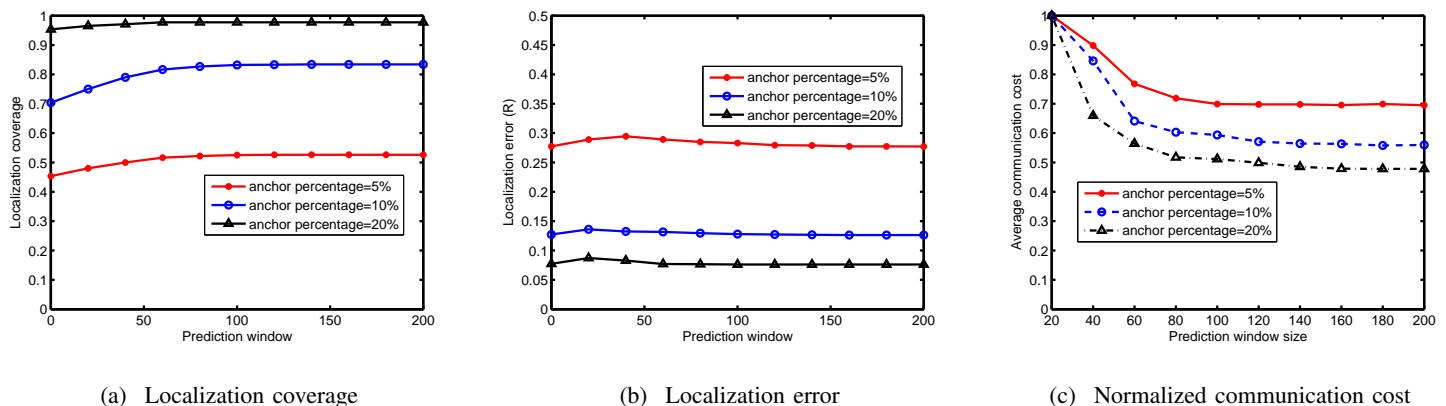 1
0.9
0.8
0.7
0.6
0.5
0.4
0.3
0.2
0.1
0
0
50
100
150
200
Localization coverage
Prediction window
anchor percentage=5%
anchor percentage=10%
anchor percentage=20%
(a) Localization coverage
0.5
0.45
0.4
0.35
0.3
0.25
0.2
0.15
0.1
0.05
0
0
50
100
150
200
Localization error (R)
Prediction window
anchor percentage=5%
anchor percentage=10%
anchor percentage=20%
(b) Localization error
1
0.9
0.8
0.7
0.6
0.5
0.4
0.3
0.2
0.1
0
20
40
60
80
100
120
140
160
180
200
Average communication cost
Prediction window size
anchor percentage=5%
anchor percentage=10%
anchor percentage=20%
(c) Normalized communication cost